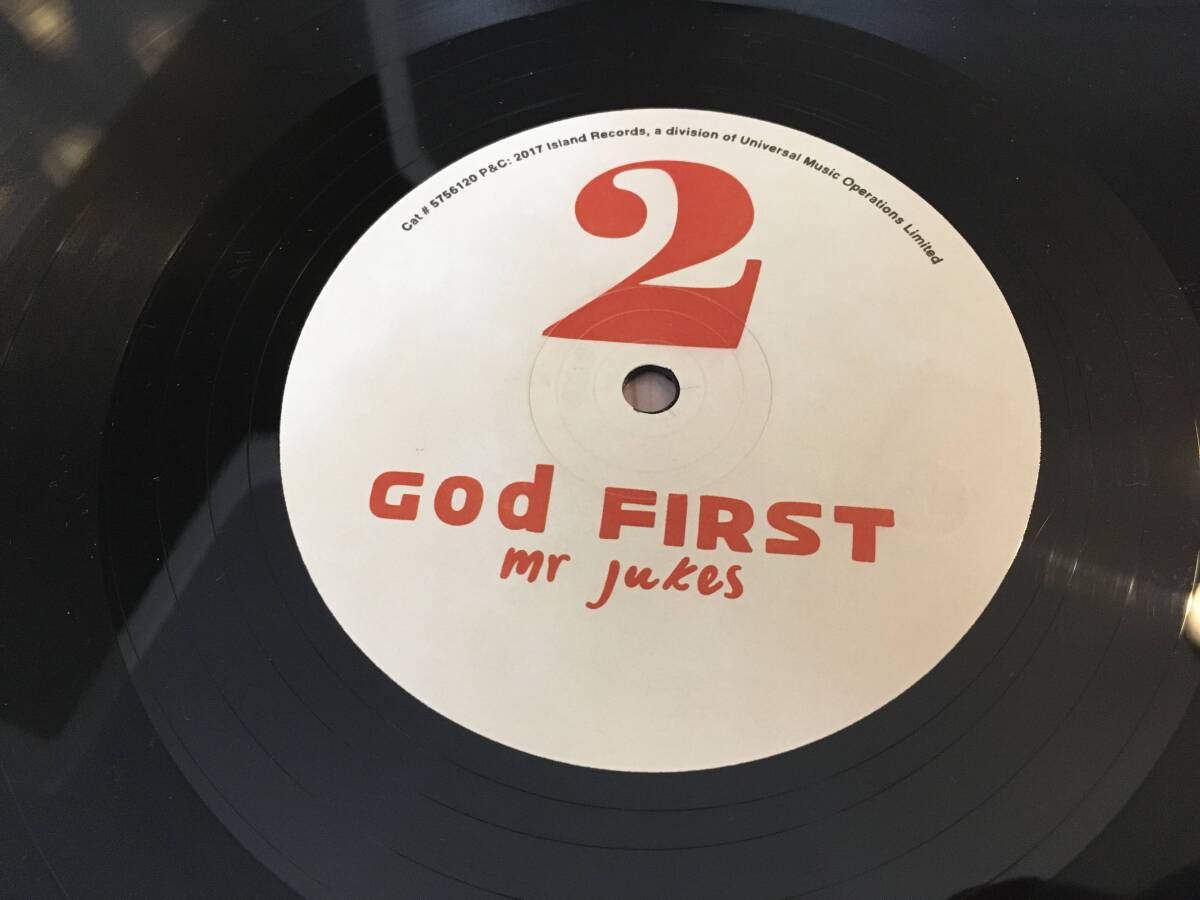 Cat # 5756120 P&C: 2017 Island Records, a division of Universal Music Operations Limited
2
God FIRST
mr jukes